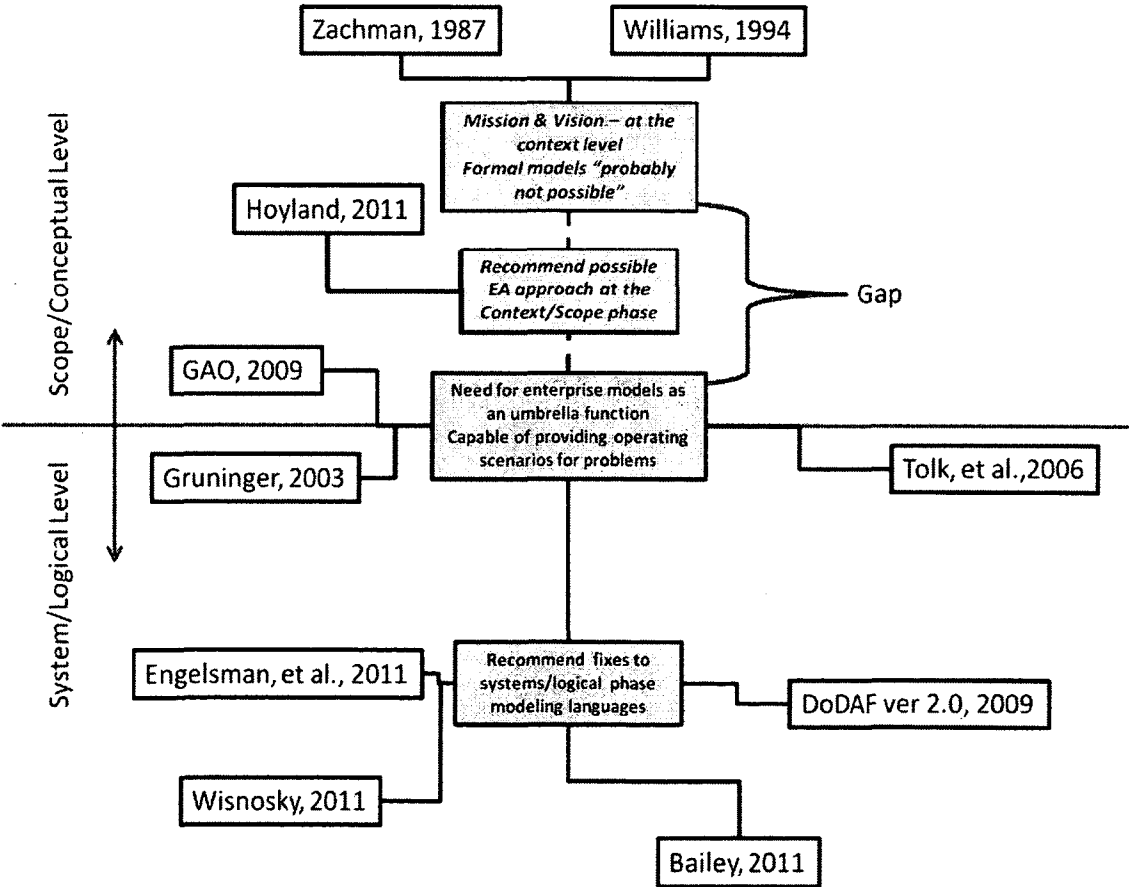 Zachman, 1987
Williams, 1994
Mission & Vision – at the
context level
Formal models “probably
not possible”
Hoyland, 2011
Recommend possible
EA approach at the
Context/Scope phase
Gap
Scope/Conceptual Level
GAO, 2009
Need for enterprise models as
an umbrella function
Capable of providing operating
scenarios for problems
Gruninger, 2003
Tolk, et al.,2006
System/Logical Level
Engelsman, et al., 2011
Recommend fixes to
systems/logical phase
modeling languages
DoDAF ver 2.0, 2009
Wisnosky, 2011
Bailey, 2011